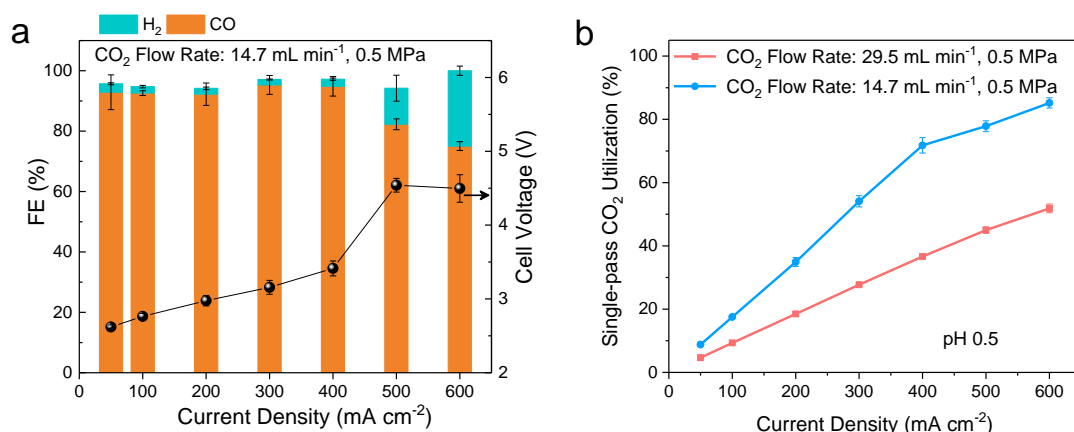 a
H₂ CO
CO₂ Flow Rate: 14.7 mL min⁻¹, 0.5 MPa
FE (%)
100
80
60
40
20
0
6
5
4
3
2
Cell Voltage (V)
0 100 200 300 400 500 600
Current Density (mA cm⁻²)
b
CO₂ Flow Rate: 29.5 mL min⁻¹, 0.5 MPa
CO₂ Flow Rate: 14.7 mL min⁻¹, 0.5 MPa
Single-pass CO₂ Utilization (%)
100
80
60
40
20
0
pH 0.5
0 100 200 300 400 500 600
Current Density (mA cm⁻²)